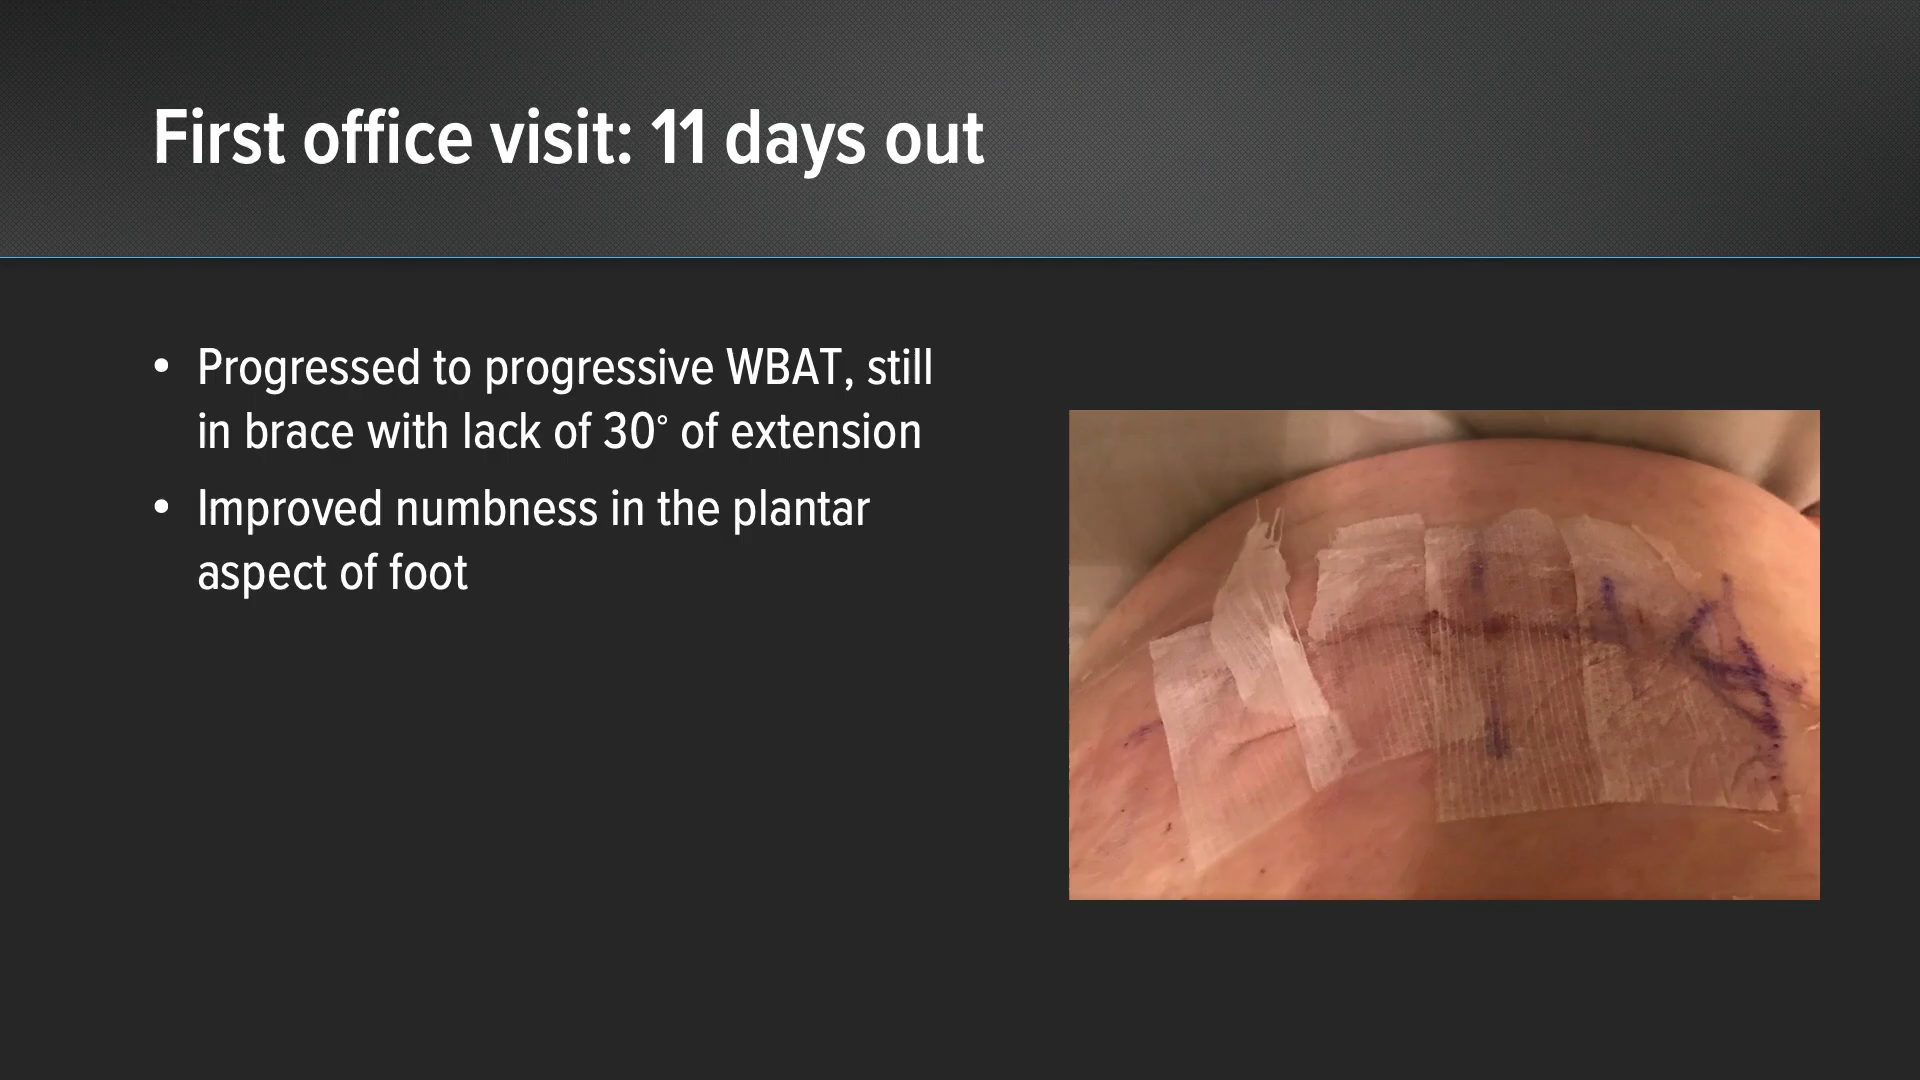 First office visit: 11 days out
• Progressed to progressive WBAT, still
in brace with lack of 30° of extension
• Improved numbness in the plantar
aspect of foot